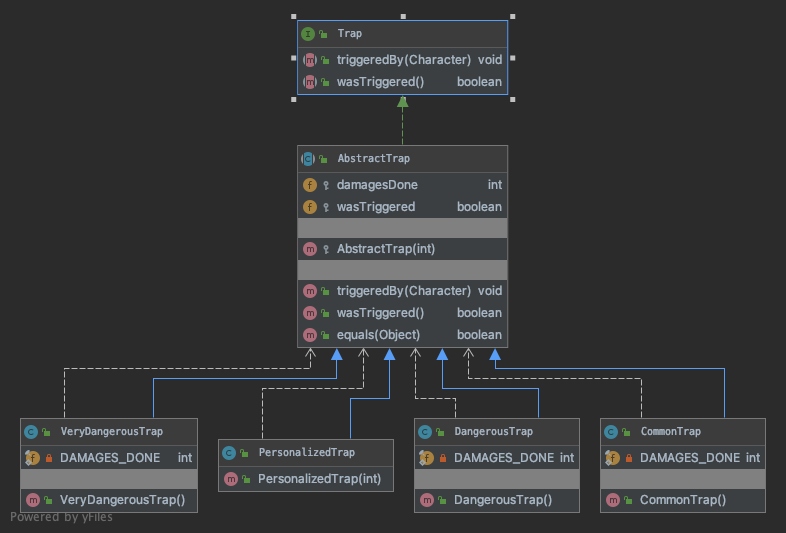 Trap
triggeredBy(Character) void
wasTriggered() boolean
AbstractTrap
damagesDone int
wasTriggered boolean
AbstractTrap(int)
triggeredBy(Character) void
wasTriggered() boolean
equals(Object) boolean
VeryDangerousTrap
DAMAGES_DONE int
VeryDangerousTrap()
PersonalizedTrap
PersonalizedTrap(int)
DangerousTrap
DAMAGES_DONE int
DangerousTrap()
CommonTrap
DAMAGES_DONE int
CommonTrap()
Powered by yFiles